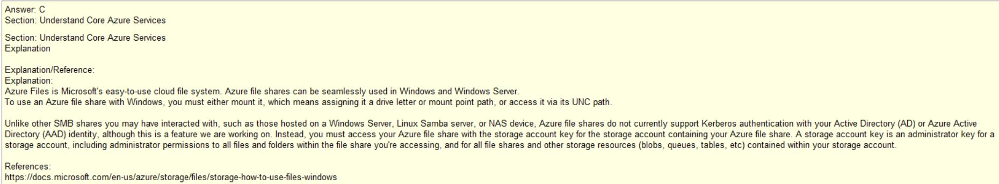 Answer: C
Section: Understand Core Azure Services
Section: Understand Core Azure Services
Explanation
Explanation/Reference:
Explanation:
Azure Files is Microsoft's easy-to-use cloud file system. Azure file shares can be seamlessly used in Windows and Windows Server.
To use an Azure file share with Windows, you must either mount it, which means assigning it a drive letter or mount point path, or access it via its UNC path.
Unlike other SMB shares you may have interacted with, such as those hosted on a Windows Server, Linux Samba server, or NAS device, Azure file shares do not currently support Kerberos authentication with your Active Directory (AD) or Azure Active
Directory (AAD) identity, although this is a feature we are working on. Instead, you must access your Azure file share with the storage account key for the storage account containing your Azure file share. A storage account key is an administrator key for a
storage account, including administrator permissions to all files and folders within the file share you're accessing, and for all file shares and other storage resources (blobs, queues, tables, etc) contained within your storage account.
References:
https://docs.microsoft.com/en-us/azure/storage/files/storage-how-to-use-files-windows